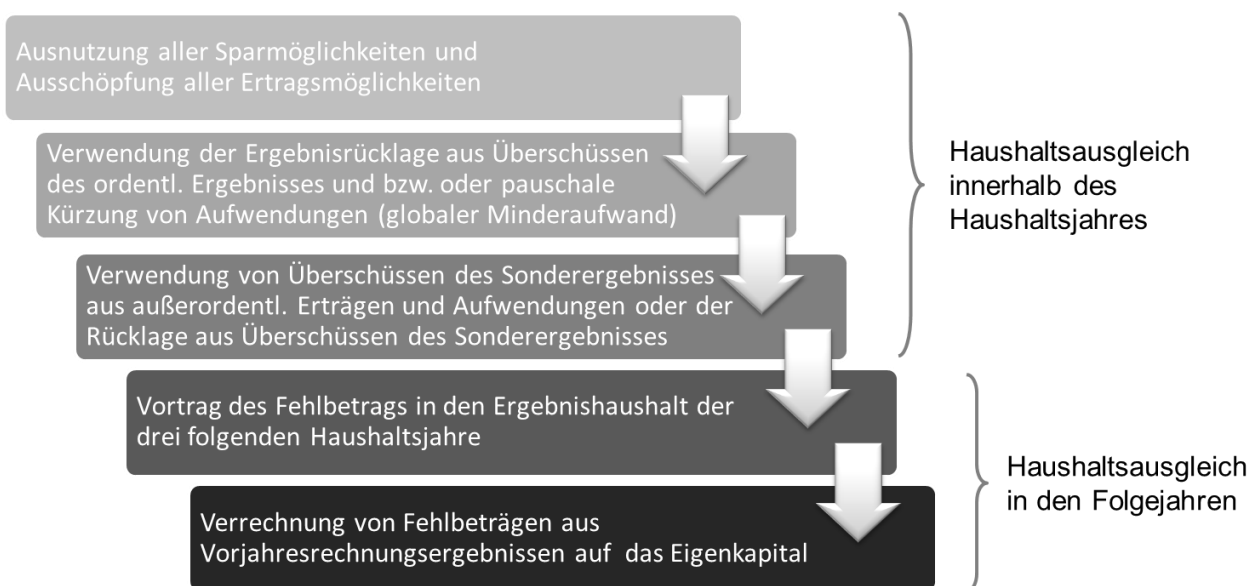 Ausnutzung aller Sparmöglichkeiten und
Ausschöpfung aller Ertragsmöglichkeiten
Verwendung der Ergebnisrücklage aus Überschüssen
des ordentl. Ergebnisses und bzw. oder pauschale
Kürzung von Aufwendungen (globaler Minderaufwand)
Verwendung von Überschüssen des Sonderergebnisses
aus außerordentl. Erträgen und Aufwendungen oder der
Rücklage aus Überschüssen des Sonderergebnisses
Haushaltsausgleich
innerhalb des
Haushaltsjahres
Vortrag des Fehlbetrags in den Ergebnishaushalt der
drei folgenden Haushaltsjahre
Verrechnung von Fehlbeträgen aus
Vorjahresrechnungsergebnissen auf das Eigenkapital
Haushaltsausgleich
in den Folgejahren